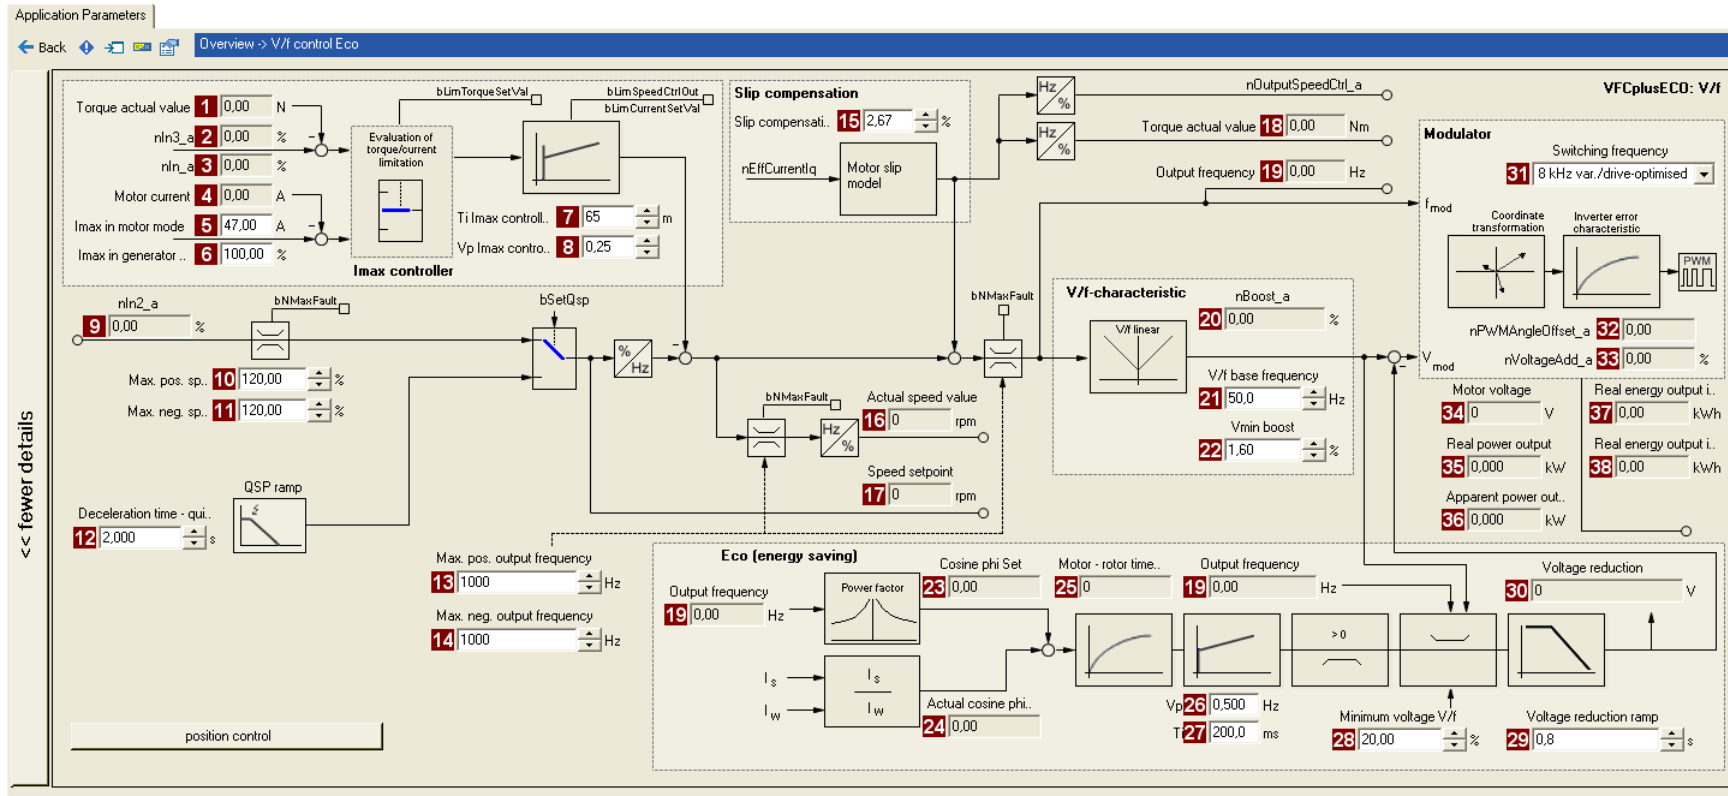 Application Parameters
Back
Overview -> V/f control Eco
<< fewer details
VFCplusECO: V/f
Torque actual value 1 0,00 N
nIn3_a 2 0,00 %
nIn_a 3 0,00 %
Motor current 4 0,00 A
Imax in motor mode 5 47,00 A
Imax in generator .. 6 100,00 %
bLimTorqueSetVal
Evaluation of
torque/current
limitation
Imax controller
bLimSpeedCtrlOut
bLimCurrentSetVal
Ti Imax controll.. 7 65 m
Vp Imax contro.. 8 0,25
Slip compensation
Slip compensati.. 15 2,67 %
nEffCurrentIq
Motor slip
model
Hz
%
Hz
%
nOutputSpeedCtrl_a
Torque actual value 18 0,00 Nm
Output frequency 19 0,00 Hz
Modulator
Switching frequency
31 8 kHz var./drive-optimised
f mod
Coordinate
transformation
Inverter error
characteristic
PWM
nPWMAngleOffset_a 32 0,00
nVoltageAdd_a 33 0,00 %
V mod
nIn2_a
9 0,00 %
bNMaxFault
bSetQsp
%
Hz
Max. pos. sp.. 10 120,00 %
Max. neg. sp.. 11 120,00 %
bNMaxFault
V/f-characteristic
V/f linear
nBoost_a
20 0,00 %
V/f base frequency
21 50,0 Hz
Vmin boost
22 1,60 %
bNMaxFault
Hz
%
Actual speed value
16 0 rpm
Speed setpoint
17 0 rpm
Motor voltage
34 0 V
Real energy output i..
37 0,00 kWh
Real power output
35 0,000 kW
Real energy output i..
38 0,00 kWh
Apparent power out..
36 0,000 kW
QSP ramp
Deceleration time - qui..
12 2,000 s
Max. pos. output frequency
13 1000 Hz
Max. neg. output frequency
14 1000 Hz
Eco (energy saving)
Output frequency
19 0,00 Hz
Power factor
Cosine phi Set
23 0,00
Motor - rotor time..
25 0
Output frequency
19 0,00 Hz
Voltage reduction
30 0 V
> 0
I s
I w
I s
I w
Actual cosine phi..
24 0,00
Vp 26 0,500 Hz
Ti 27 200,0 ms
Minimum voltage V/f
28 20,00 %
Voltage reduction ramp
29 0,8 s
position control